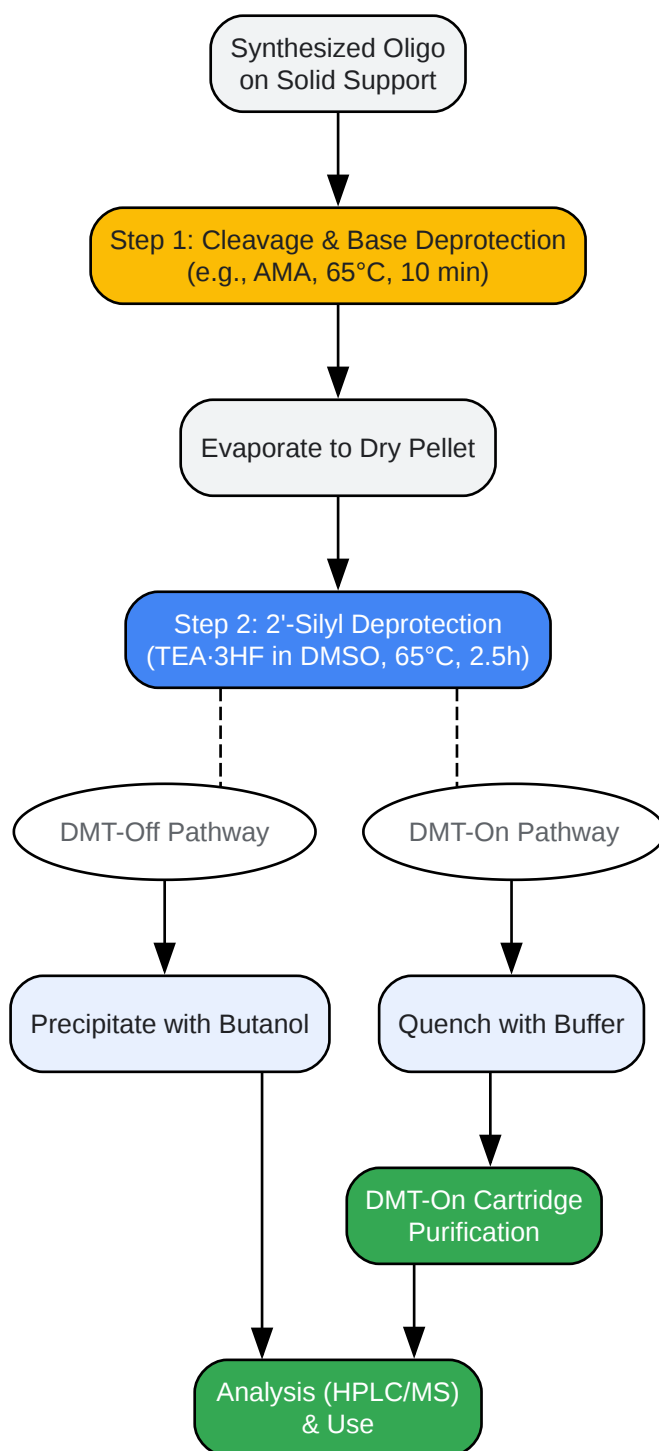 Synthesized Oligo
on Solid Support
Step 1: Cleavage & Base Deprotection
(e.g., AMA, 65°C, 10 min)
Evaporate to Dry Pellet
Step 2: 2'-Silyl Deprotection
(TEA·3HF in DMSO, 65°C, 2.5h)
DMT-Off Pathway
DMT-On Pathway
Precipitate with Butanol
Quench with Buffer
DMT-On Cartridge
Purification
Analysis (HPLC/MS)
& Use